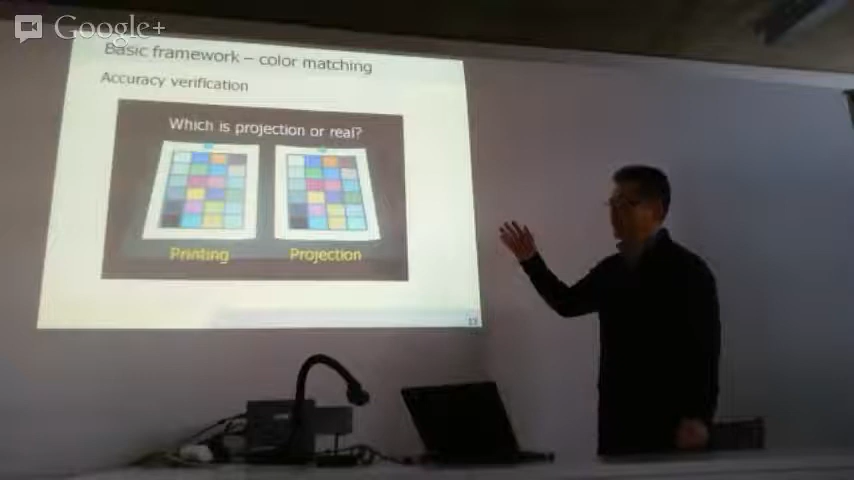 Google+
Basic framework – color matching
Accuracy verification
Which is projection or real?
Printing
Projection